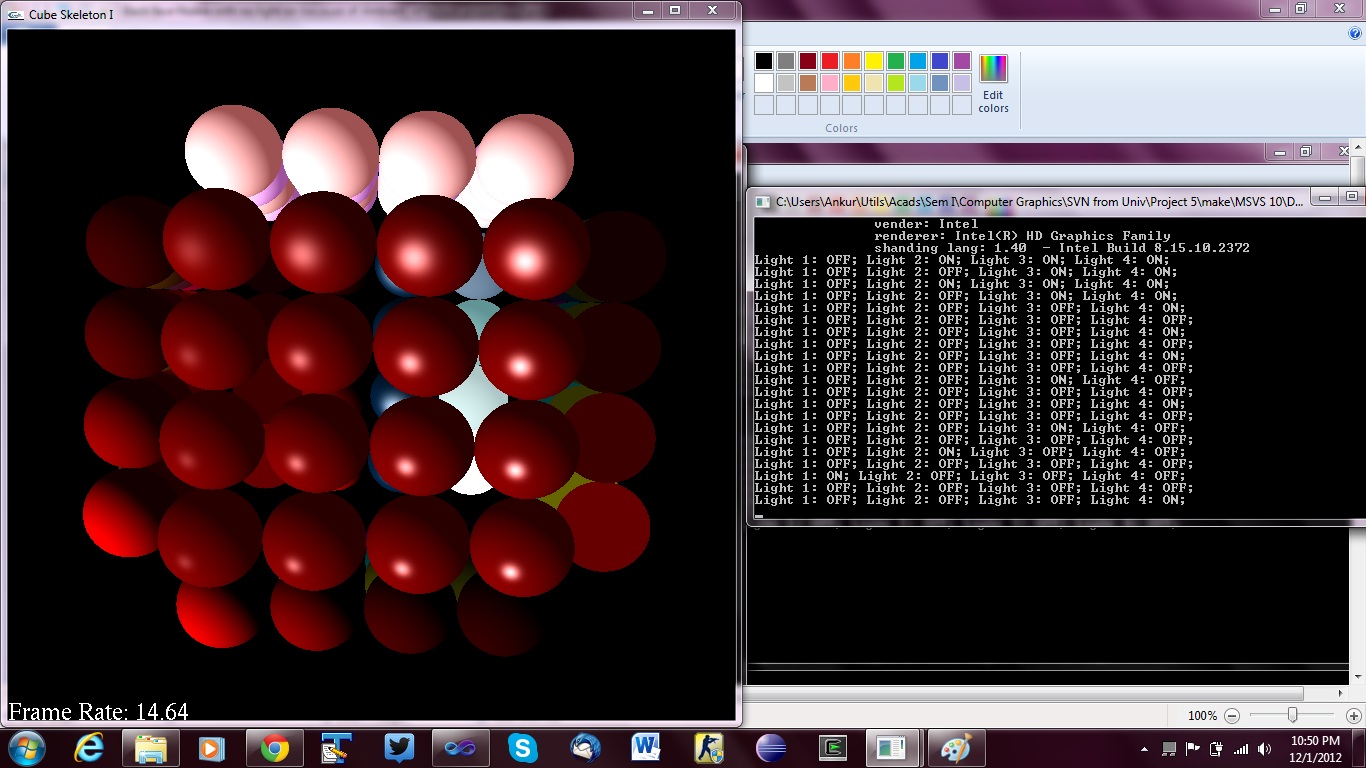 Cube Skeleton I
Edit
colors
Colors
C:\Users\Ankur\Utils\Acads\Sem I\Computer Graphics\SVN from Univ\Project 5\make\MSVS 10\D...
vender: Intel
renderer: Intel(R) HD Graphics Family
shanding lang: 1.40 - Intel Build 8.15.10.2372
Light 1: OFF; Light 2: ON; Light 3: ON; Light 4: ON;
Light 1: OFF; Light 2: OFF; Light 3: ON; Light 4: ON;
Light 1: OFF; Light 2: ON; Light 3: ON; Light 4: ON;
Light 1: OFF; Light 2: OFF; Light 3: ON; Light 4: ON;
Light 1: OFF; Light 2: OFF; Light 3: OFF; Light 4: ON;
Light 1: OFF; Light 2: OFF; Light 3: OFF; Light 4: OFF;
Light 1: OFF; Light 2: OFF; Light 3: OFF; Light 4: ON;
Light 1: OFF; Light 2: OFF; Light 3: OFF; Light 4: OFF;
Light 1: OFF; Light 2: OFF; Light 3: OFF; Light 4: ON;
Light 1: OFF; Light 2: OFF; Light 3: OFF; Light 4: OFF;
Light 1: OFF; Light 2: OFF; Light 3: ON; Light 4: OFF;
Light 1: OFF; Light 2: OFF; Light 3: OFF; Light 4: OFF;
Light 1: OFF; Light 2: OFF; Light 3: OFF; Light 4: ON;
Light 1: OFF; Light 2: OFF; Light 3: OFF; Light 4: OFF;
Light 1: OFF; Light 2: OFF; Light 3: ON; Light 4: OFF;
Light 1: OFF; Light 2: OFF; Light 3: OFF; Light 4: OFF;
Light 1: OFF; Light 2: ON; Light 3: OFF; Light 4: OFF;
Light 1: OFF; Light 2: OFF; Light 3: OFF; Light 4: OFF;
Light 1: ON; Light 2: OFF; Light 3: OFF; Light 4: OFF;
Light 1: OFF; Light 2: OFF; Light 3: OFF; Light 4: OFF;
Light 1: OFF; Light 2: OFF; Light 3: OFF; Light 4: ON;
Frame Rate: 14.64
100%
10:50 PM
12/1/2012